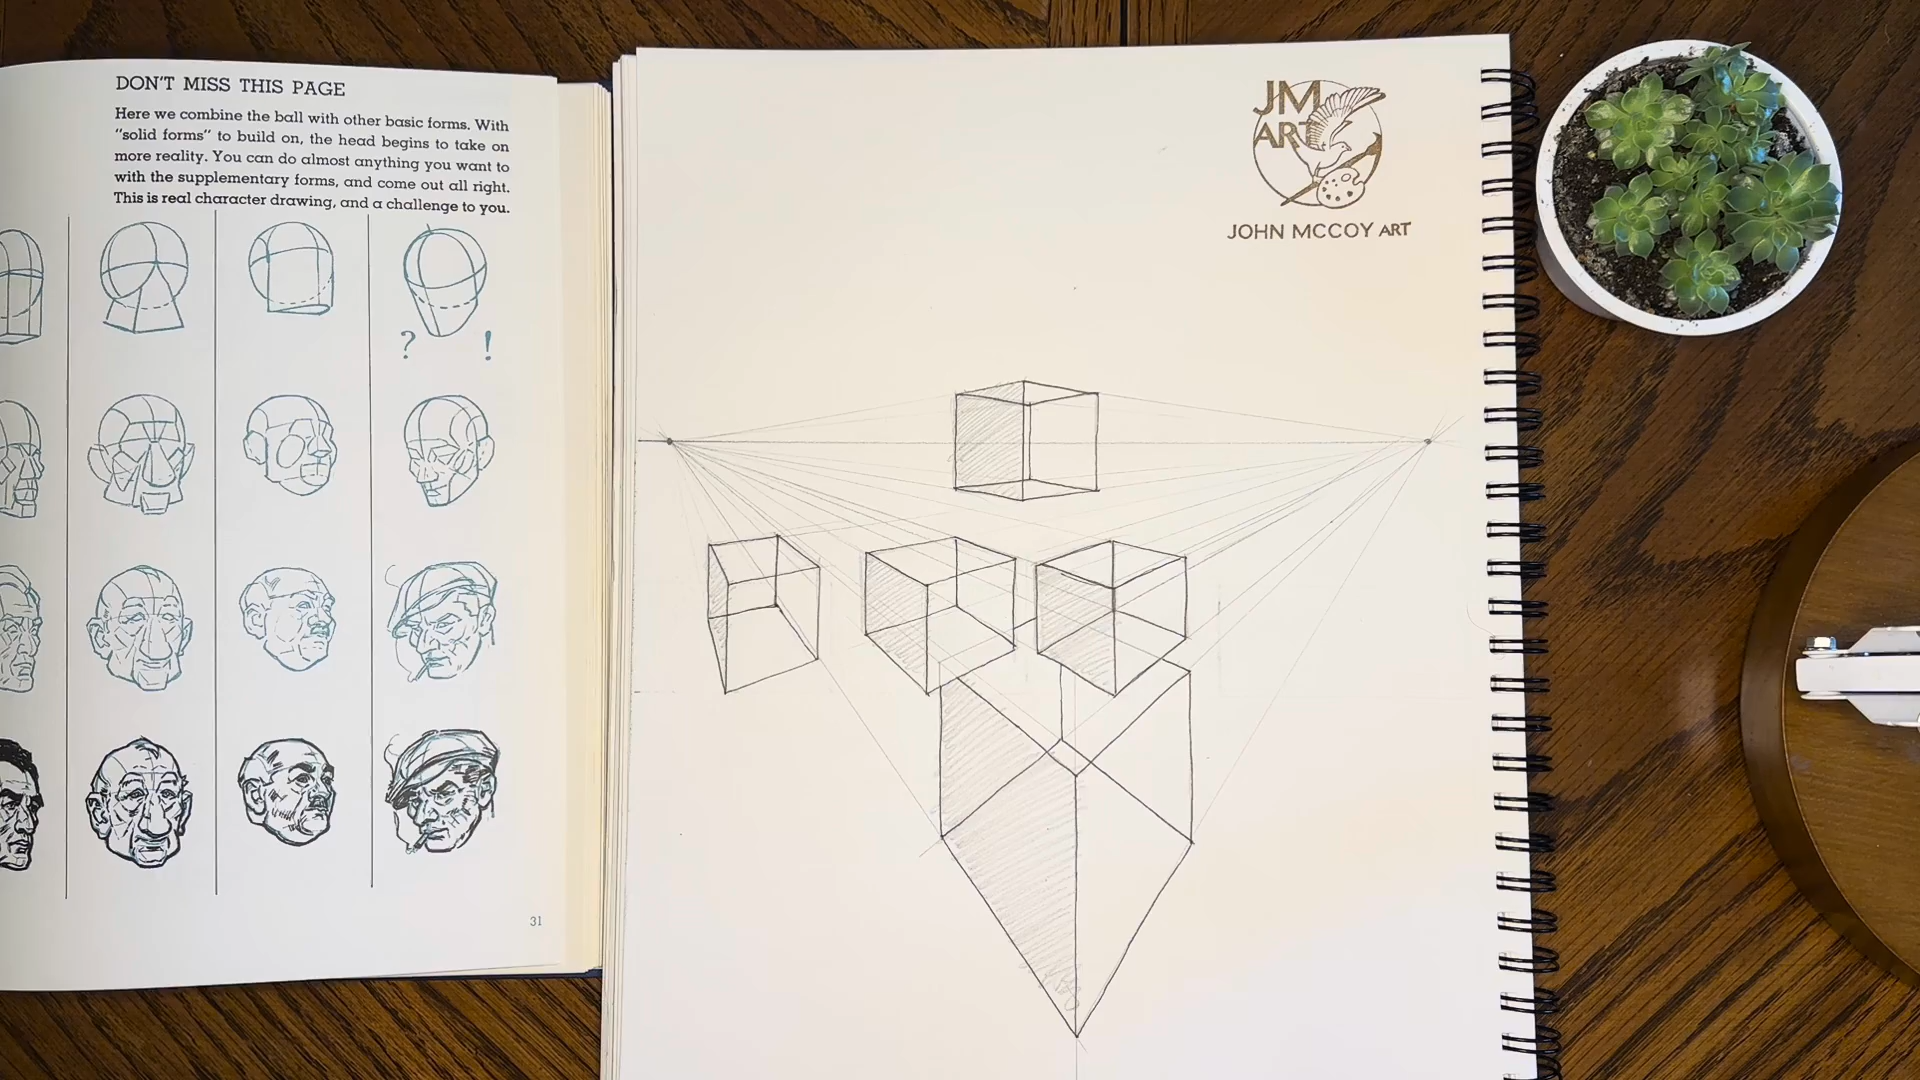 DON'T MISS THIS PAGE
Here we combine the ball with other basic forms. With
"solid forms" to build on, the head begins to take on
more reality. You can do almost anything you want to
with the supplementary forms, and come out all right.
This is real character drawing, and a challenge to you.
? !
31
JM
ART
JOHN MCCOY ART